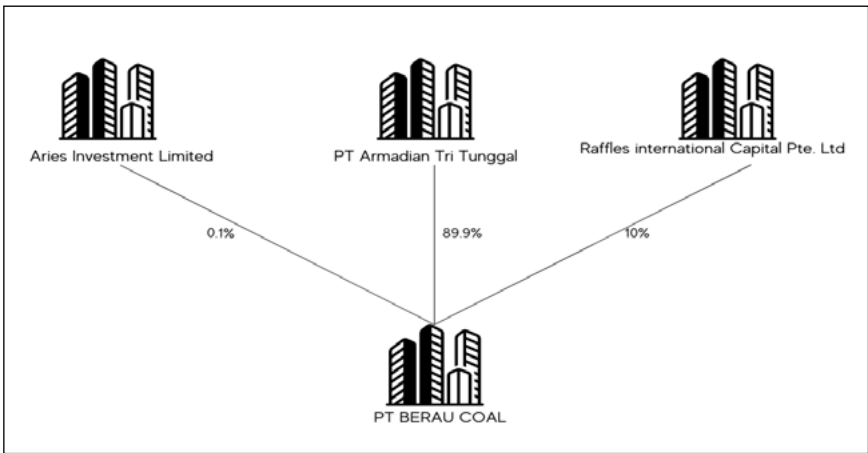 Aries Investment Limited
PT Armadian Tri Tunggal
Raffles international Capital Pte. Ltd
0.1%
89.9%
10%
PT BERAU COAL